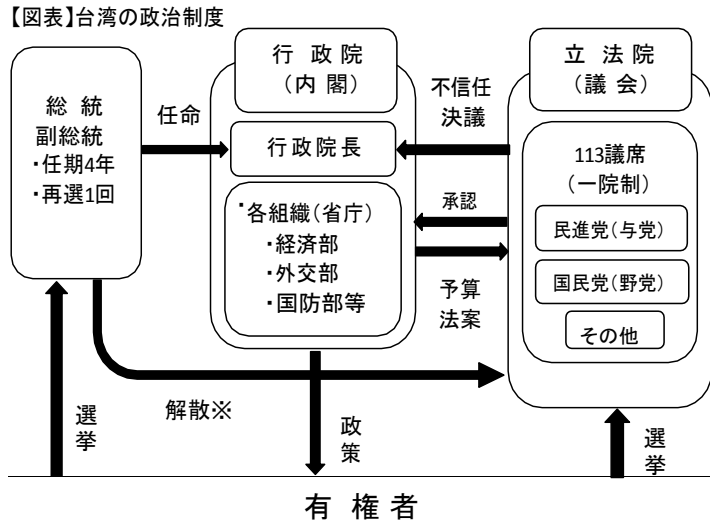 【図表】台湾の政治制度
総統
副総統
・任期4年
・再選1回
任命
行政院
(内閣)
行政院長
・各組織(省庁)
・経済部
・外交部
・国防部等
不信任
決議
承認
予算
法案
立法院
(議会)
113議席
(一院制)
民進党(与党)
国民党(野党)
その他
解散※
選挙
政策
選挙
有権者